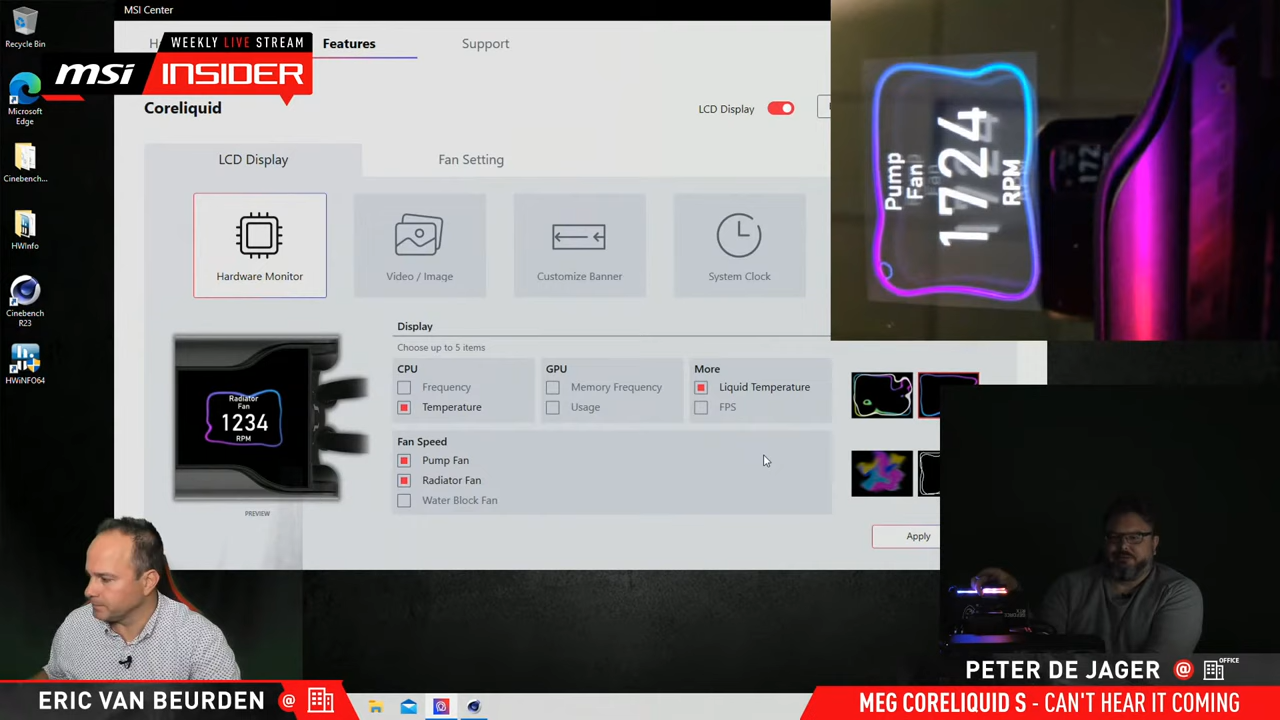 MSI Center
Recycle Bin
WEEKLY LIVE STREAM
msi INSIDER
Features
Support
Microsoft Edge
Coreliquid
LCD Display
LCD Display
Fan Setting
Cinebench...
HWInfo
Hardware Monitor
Video / Image
Customize Banner
System Clock
Pump Fan
1724
RPM
Cinebench R23
HWiNFO64
Display
Choose up to 5 items
CPU
Frequency
Temperature
GPU
Memory Frequency
Usage
More
Liquid Temperature
FPS
Radiator Fan
1234
RPM
Fan Speed
Pump Fan
Radiator Fan
Water Block Fan
PREVIEW
Apply
PETER DE JAGER @ OFFICE
ERIC VAN BEURDEN @
MEG CORELIQUID S - CAN'T HEAR IT COMING